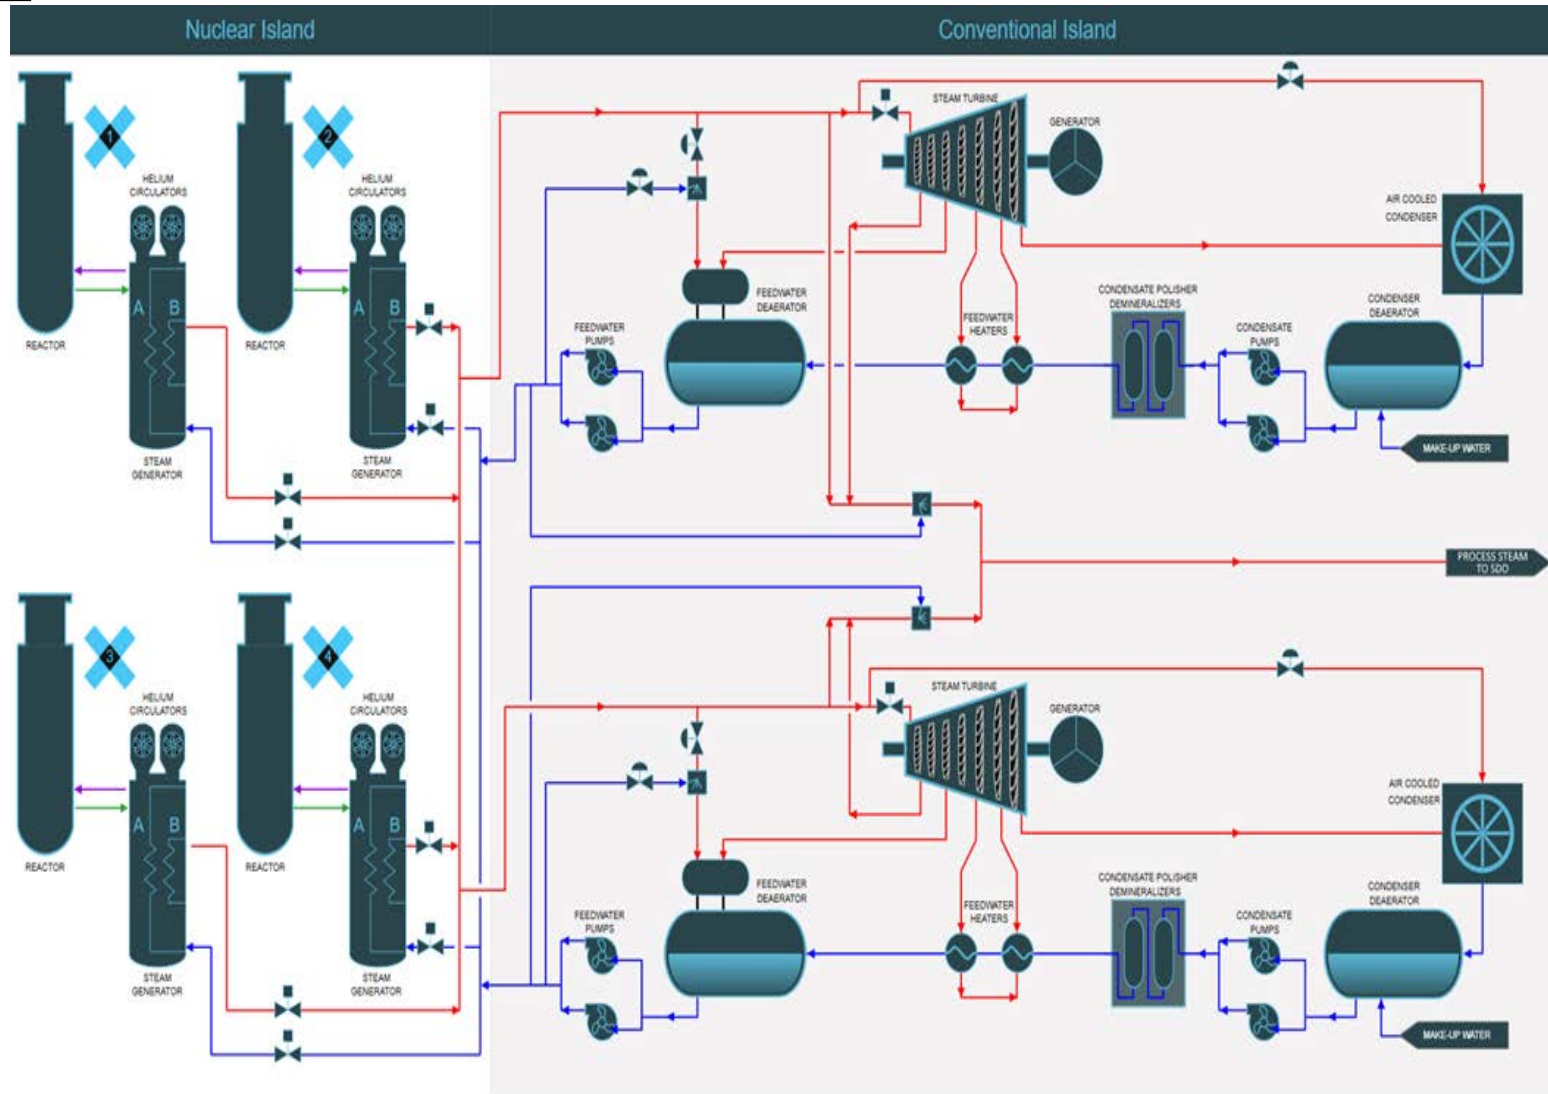 Nuclear Island
Conventional Island
1
2
HELIUM
CIRCULATORS
HELIUM
CIRCULATORS
A
B
A
B
REACTOR
REACTOR
STEAM
GENERATOR
STEAM
GENERATOR
STEAM TURBINE
GENERATOR
AIR COOLED
CONDENSER
FEEDWATER
DEAERATOR
FEEDWATER
PUMPS
FEEDWATER
HEATERS
CONDENSATE POLISHER
DEMINERALIZERS
CONDENSATE
PUMPS
CONDENSER
DEAERATOR
MAKE-UP WATER
PROCESS STEAM
TO SDO
3
4
HELIUM
CIRCULATORS
HELIUM
CIRCULATORS
A
B
A
B
REACTOR
REACTOR
STEAM
GENERATOR
STEAM
GENERATOR
STEAM TURBINE
GENERATOR
AIR COOLED
CONDENSER
FEEDWATER
DEAERATOR
FEEDWATER
PUMPS
FEEDWATER
HEATERS
CONDENSATE POLISHER
DEMINERALIZERS
CONDENSATE
PUMPS
CONDENSER
DEAERATOR
MAKE-UP WATER